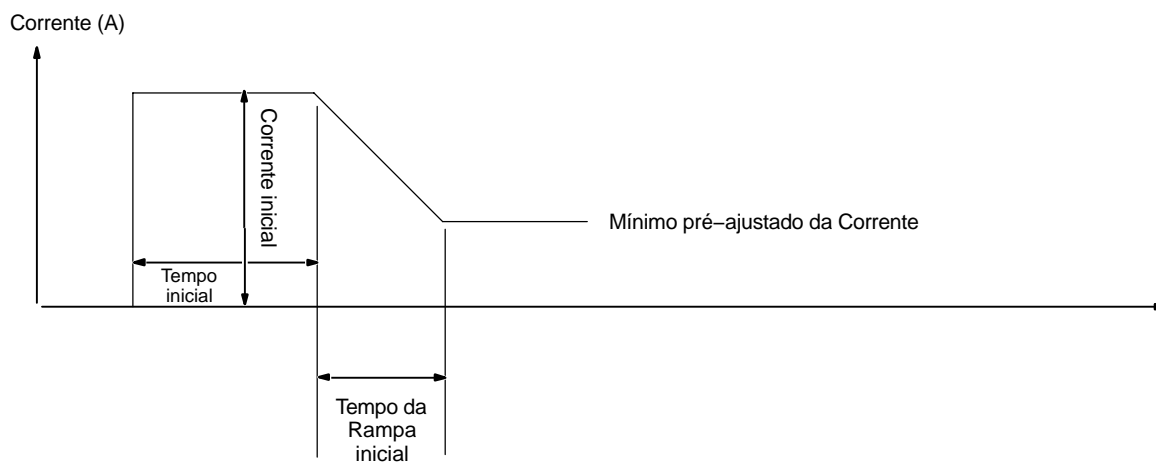 Corrente (A)
Corrente inicial
Mínimo pré−ajustado da Corrente
Tempo
inicial
Tempo da
Rampa
inicial